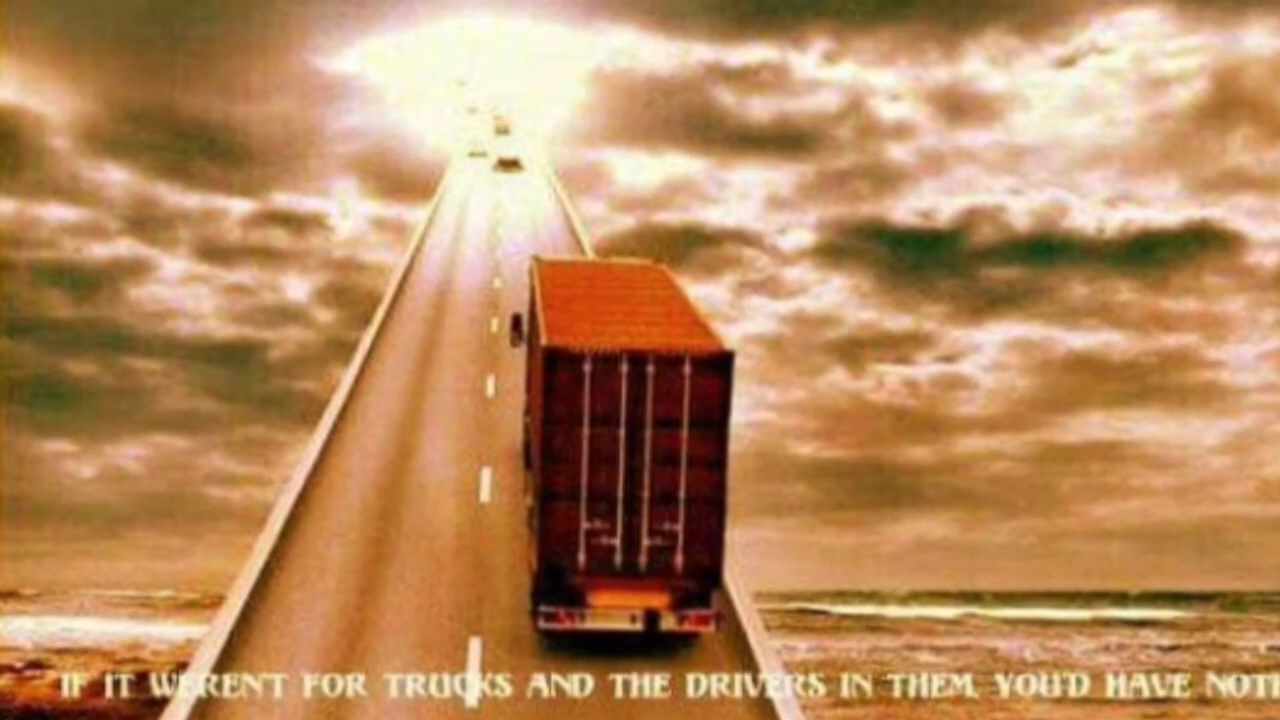 IF IT WERENT FOR TRUCKS AND THE DRIVERS IN THEM, YOU'D HAVE